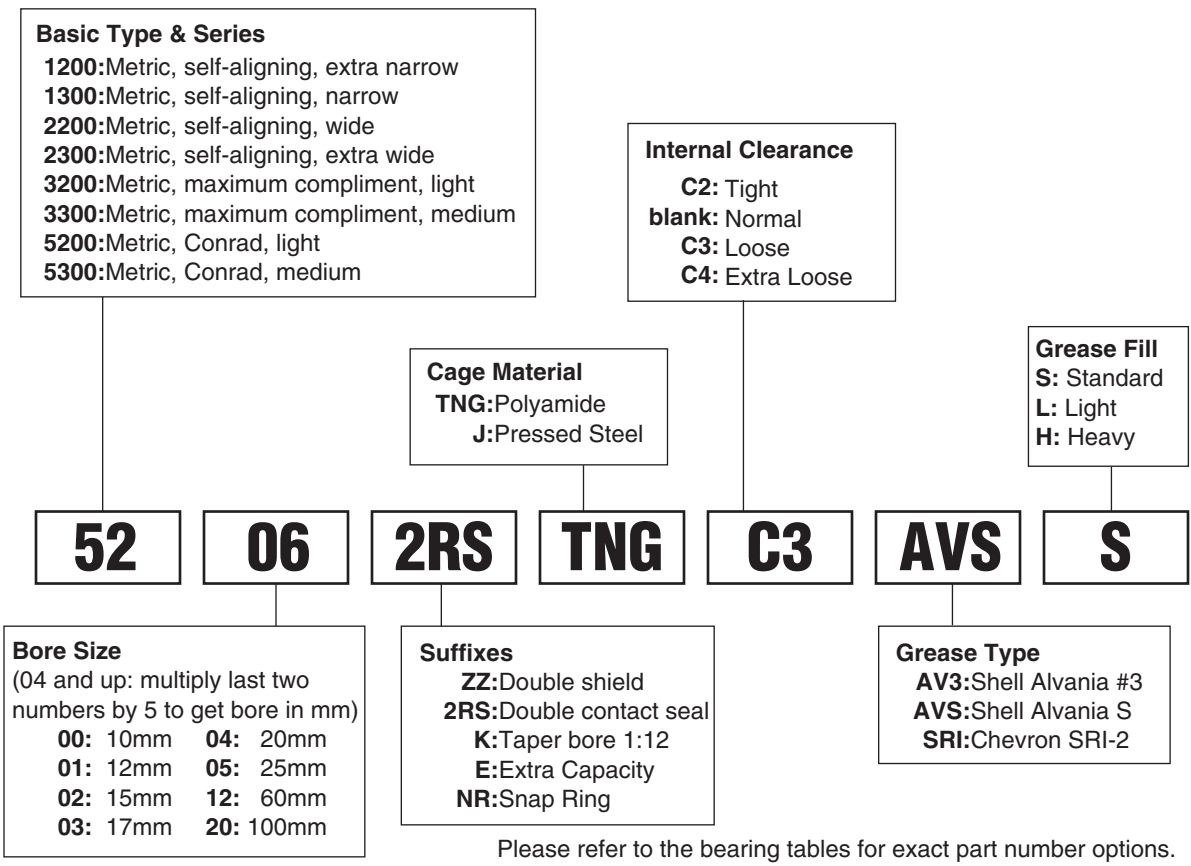 Basic Type & Series
1200:Metric, self-aligning, extra narrow
1300:Metric, self-aligning, narrow
2200:Metric, self-aligning, wide
2300:Metric, self-aligning, extra wide
3200:Metric, maximum compliment, light
3300:Metric, maximum compliment, medium
5200:Metric, Conrad, light
5300:Metric, Conrad, medium
Internal Clearance
C2: Tight
blank: Normal
C3: Loose
C4: Extra Loose
Cage Material
TNG:Polyamide
J:Pressed Steel
Grease Fill
S: Standard
L: Light
H: Heavy
52 06 2RS TNG C3 AVS S
Bore Size
(04 and up: multiply last two
numbers by 5 to get bore in mm)
00: 10mm 04: 20mm
01: 12mm 05: 25mm
02: 15mm 12: 60mm
03: 17mm 20: 100mm
Suffixes
ZZ:Double shield
2RS:Double contact seal
K:Taper bore 1:12
E:Extra Capacity
NR:Snap Ring
Grease Type
AV3:Shell Alvania #3
AVS:Shell Alvania S
SRI:Chevron SRI-2
Please refer to the bearing tables for exact part number options.